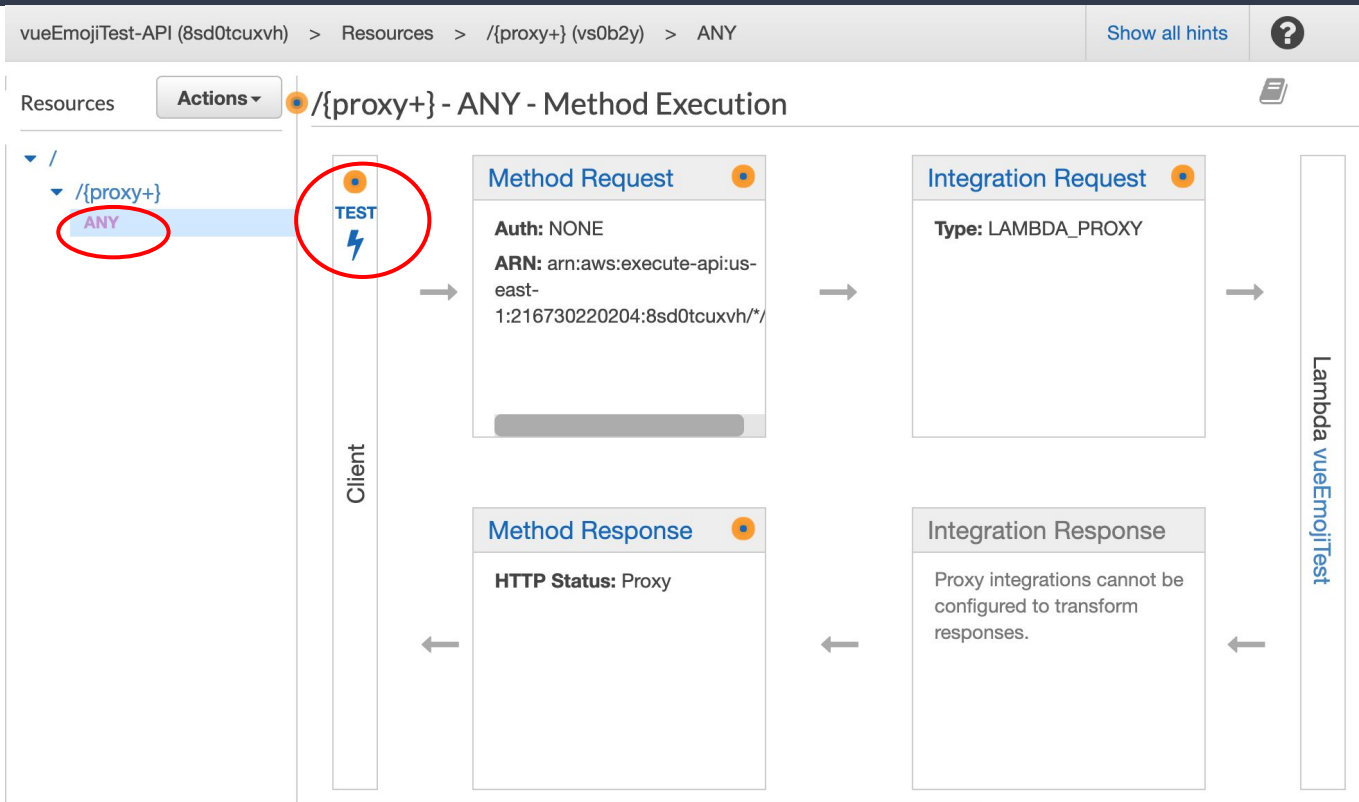 vueEmojiTest-API (8sd0tcuxvh) > Resources > /{proxy+} (vs0b2y) > ANY
Show all hints
?
Resources
Actions
/{proxy+} - ANY - Method Execution
/
/{proxy+}
ANY
TEST
Client
Method Request
Auth: NONE
ARN: arn:aws:execute-api:us-
east-
1:216730220204:8sd0tcuxvh/*/
Integration Request
Type: LAMBDA_PROXY
Lambda vueEmojiTest
Method Response
HTTP Status: Proxy
Integration Response
Proxy integrations cannot be
configured to transform
responses.